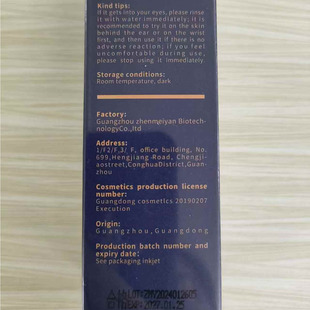 Kind tips:
If it gets into your eyes, please rinse
it with water immediately; it is
recommended to try it on the skin
behind the ear or on the wrist
first, and then use it if there is no
adverse reaction; if you feel
uncomfortable during use,
please stop using it immediately
Storage conditions:
Room temperature, dark
Factory:
Guangzhou zhenmeiyan Biotech-
nologyCo.,ltd
Address:
1/F2/F,3/ F, office building, No.
699,Hengjiang Road, Chengji-
aostreet,ConghuaDistrict,Guan-
zhou
Cosmetics production license
number:
Guangdong cosmetics 20190207
Execution
Origin:
Guangzhou,Guangdong
Production batch number and
expiry date:
See packaging inkjet